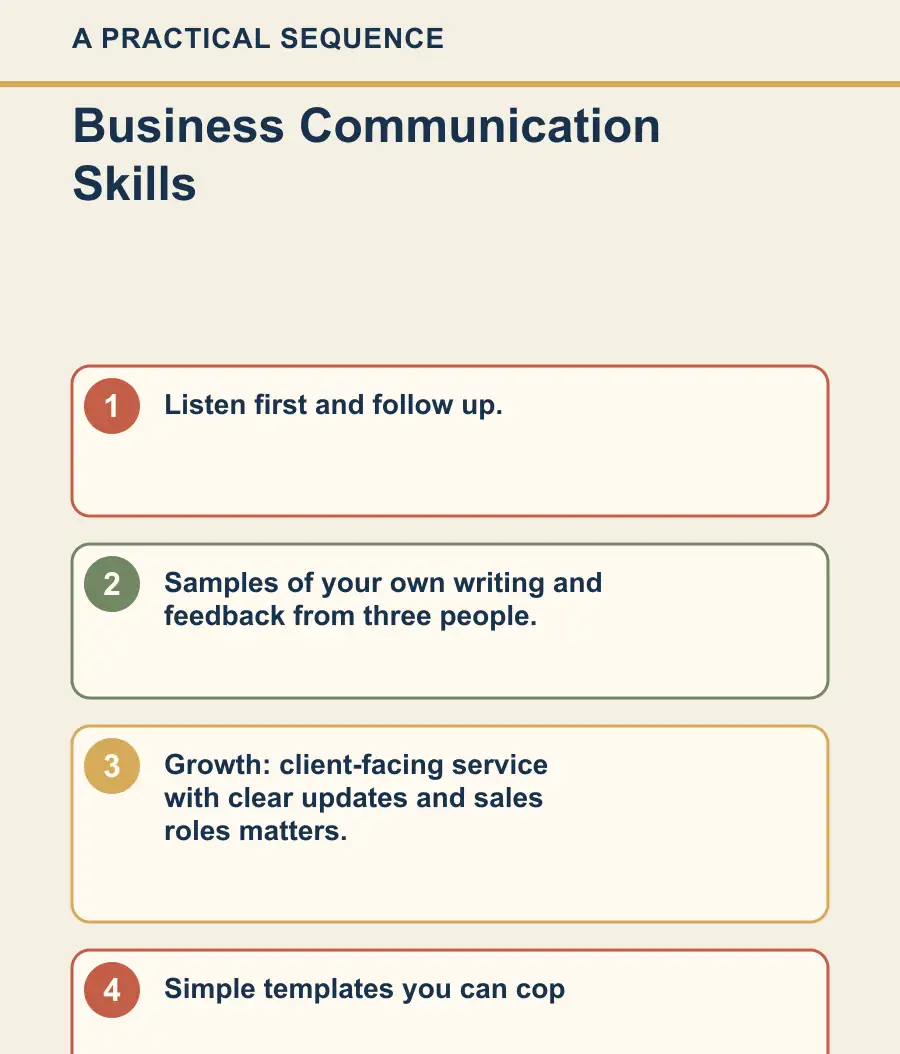 A PRACTICAL SEQUENCE
Business Communication
Skills
1
Listen first and follow up.
2
Samples of your own writing and
feedback from three people.
3
Growth: client-facing service
with clear updates and sales
roles matters.
4
Simple templates you can cop